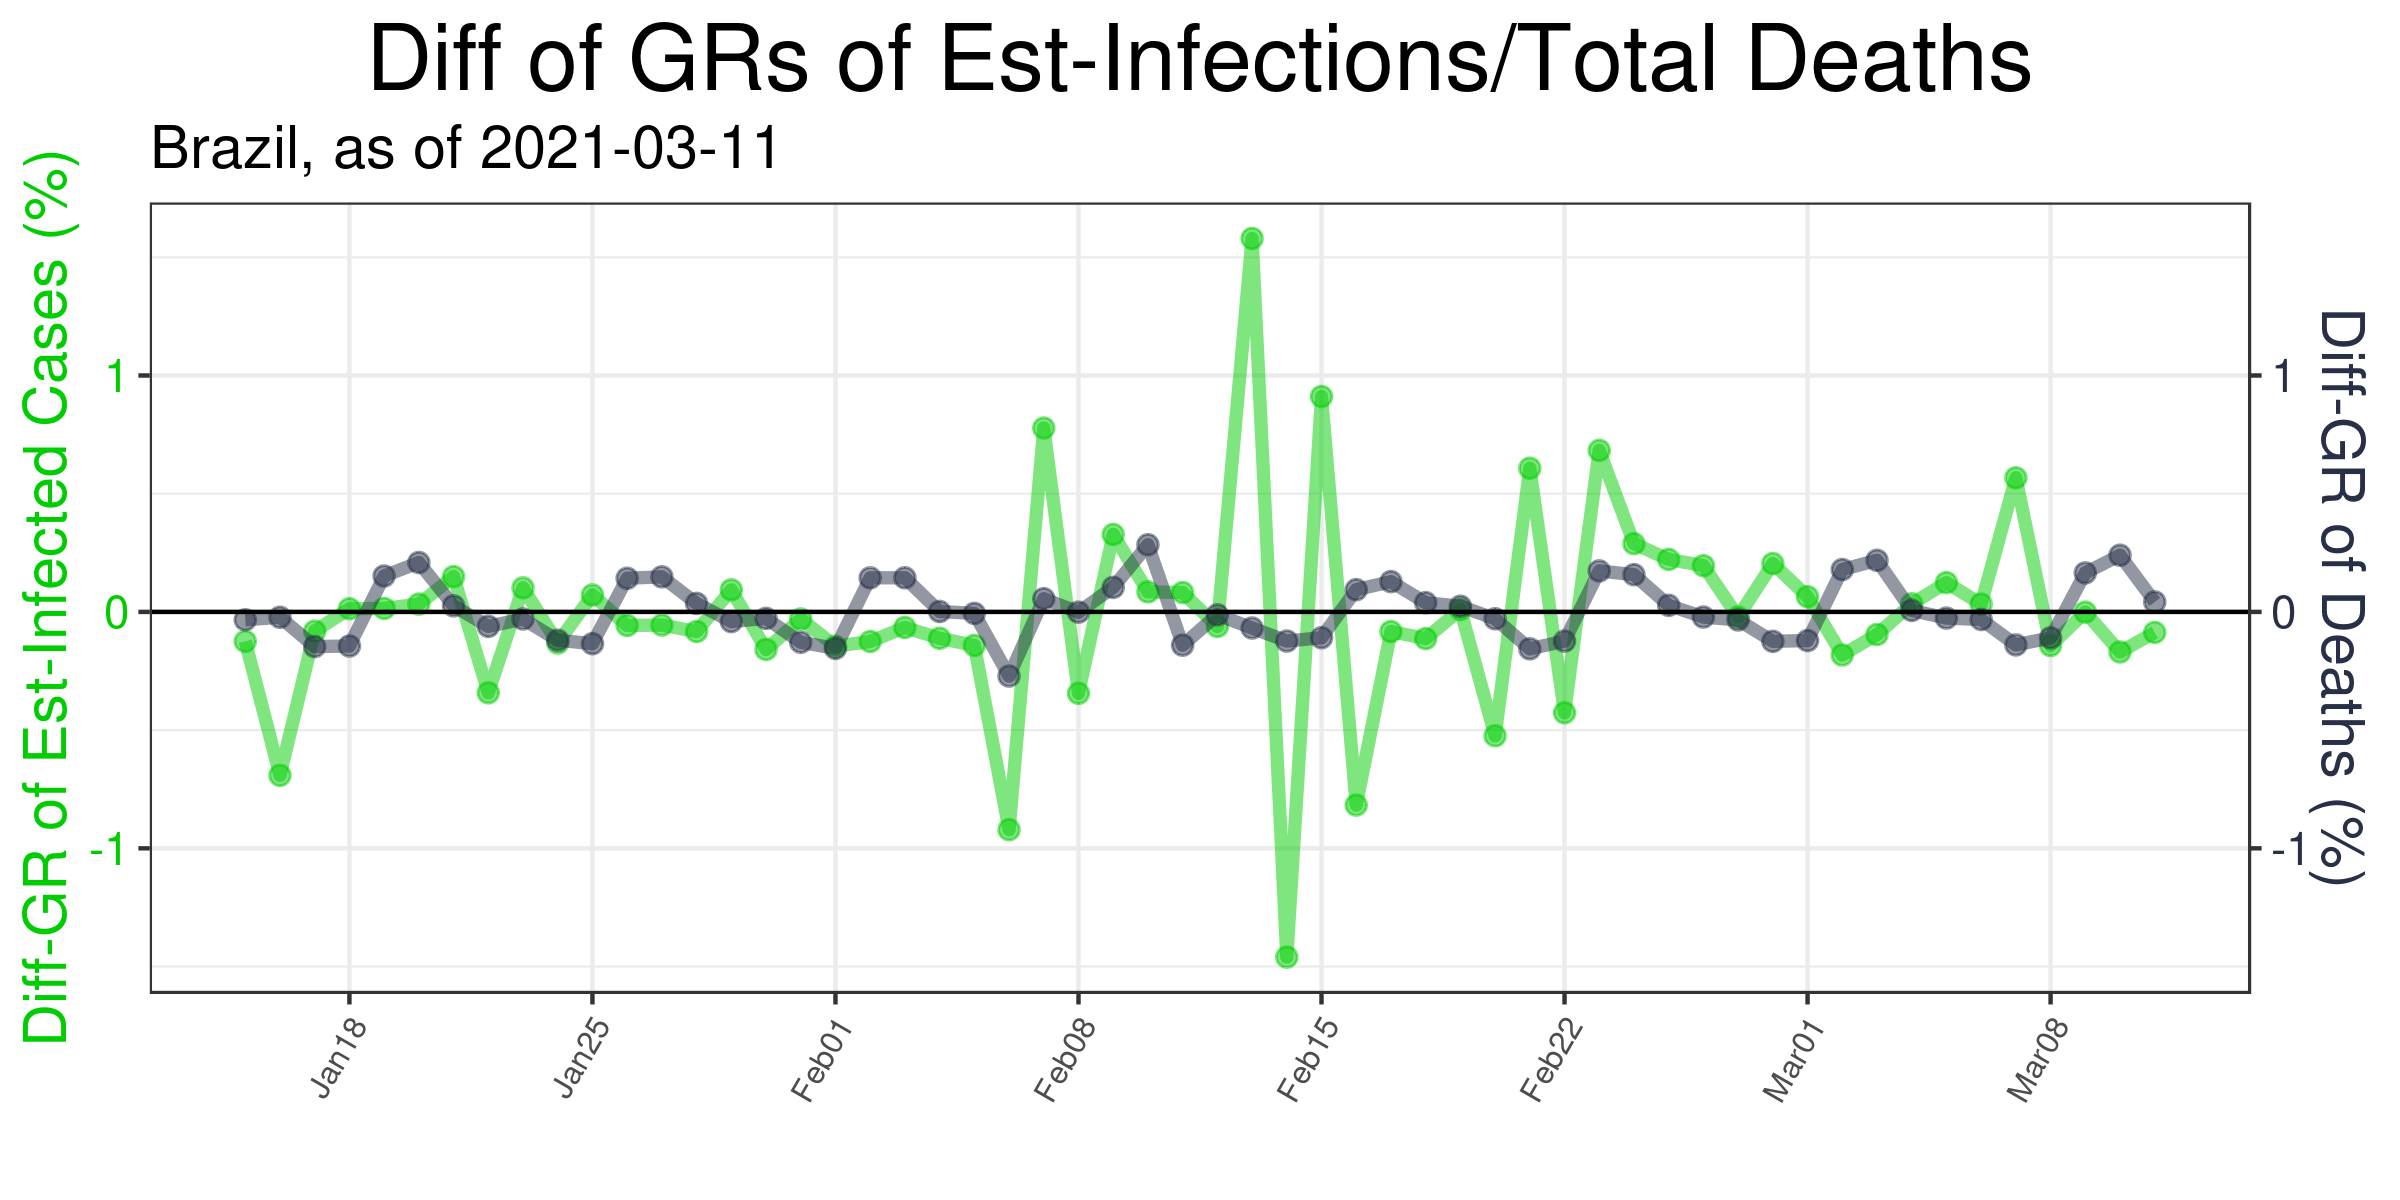 Diff of GRs of Est-Infections/Total Deaths
Brazil, as of 2021-03-11
Diff-GR of Est-Infected Cases (%)
1
0
-1
1
0
-1
Diff-GR of Deaths (%)
Jan18
Jan25
Feb01
Feb08
Feb15
Feb22
Mar01
Mar08